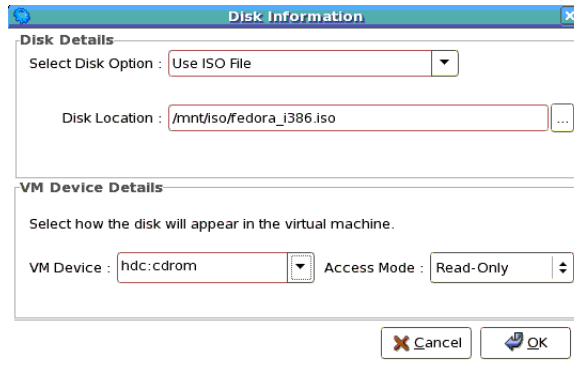 Disk Information
Disk Details
Select Disk Option : Use ISO File
Disk Location : /mnt/iso/fedora_i386.iso
...
VM Device Details
Select how the disk will appear in the virtual machine.
VM Device : hdc:cdrom Access Mode : Read-Only
Cancel OK